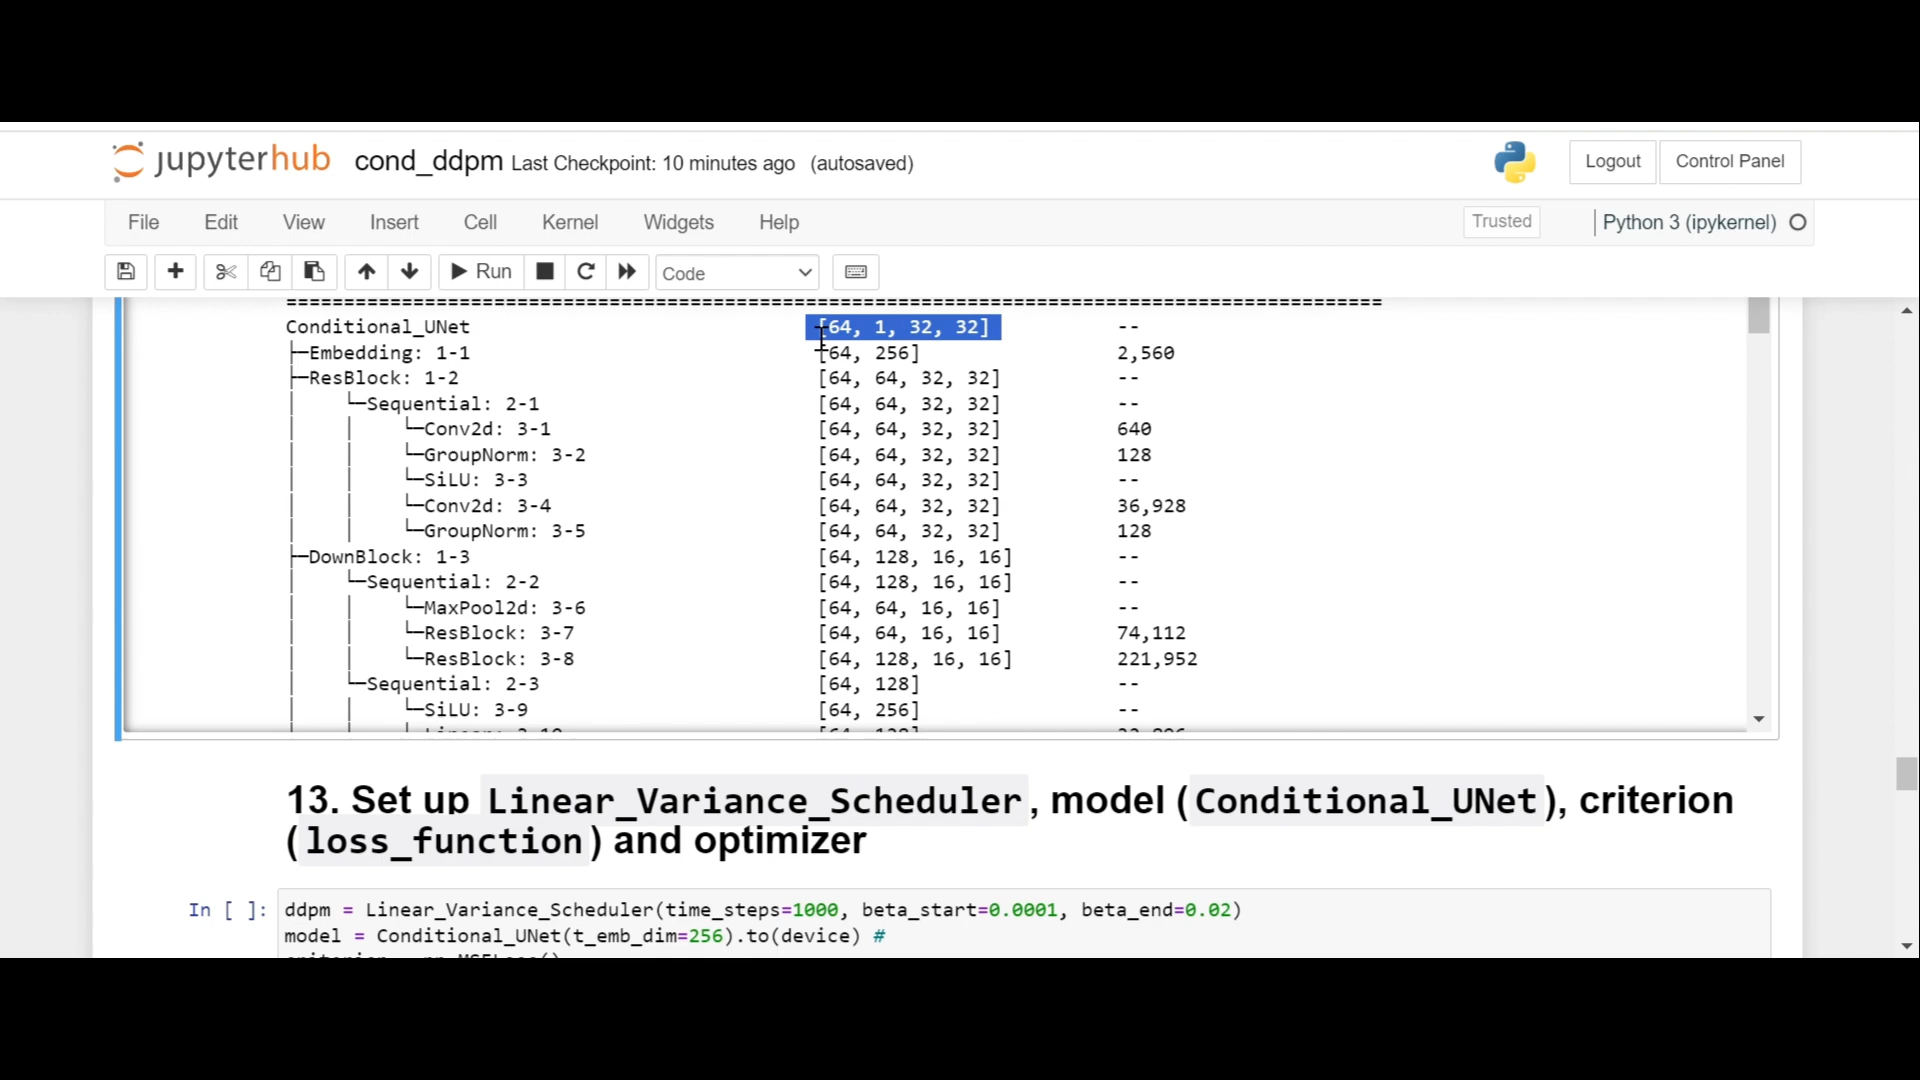 jupyterhub cond_ddpm Last Checkpoint: 10 minutes ago (autosaved) Logout Control Panel
File Edit View Insert Cell Kernel Widgets Help Trusted Python 3 (ipykernel)
Run Code
==========================================================================================
Conditional_UNet [64, 1, 32, 32] --
├─Embedding: 1-1 [64, 256] 2,560
├─ResBlock: 1-2 [64, 64, 32, 32] --
│ └─Sequential: 2-1 [64, 64, 32, 32] --
│ │ └─Conv2d: 3-1 [64, 64, 32, 32] 640
│ │ └─GroupNorm: 3-2 [64, 64, 32, 32] 128
│ │ └─SiLU: 3-3 [64, 64, 32, 32] --
│ │ └─Conv2d: 3-4 [64, 64, 32, 32] 36,928
│ │ └─GroupNorm: 3-5 [64, 64, 32, 32] 128
├─DownBlock: 1-3 [64, 128, 16, 16] --
│ └─Sequential: 2-2 [64, 128, 16, 16] --
│ │ └─MaxPool2d: 3-6 [64, 64, 16, 16] --
│ │ └─ResBlock: 3-7 [64, 64, 16, 16] 74,112
│ │ └─ResBlock: 3-8 [64, 128, 16, 16] 221,952
│ └─Sequential: 2-3 [64, 128] --
│ │ └─SiLU: 3-9 [64, 256] --
13. Set up Linear_Variance_Scheduler, model (Conditional_UNet), criterion
(loss_function) and optimizer
In [ ]: ddpm = Linear_Variance_Scheduler(time_steps=1000, beta_start=0.0001, beta_end=0.02)
model = Conditional_UNet(t_emb_dim=256).to(device) #